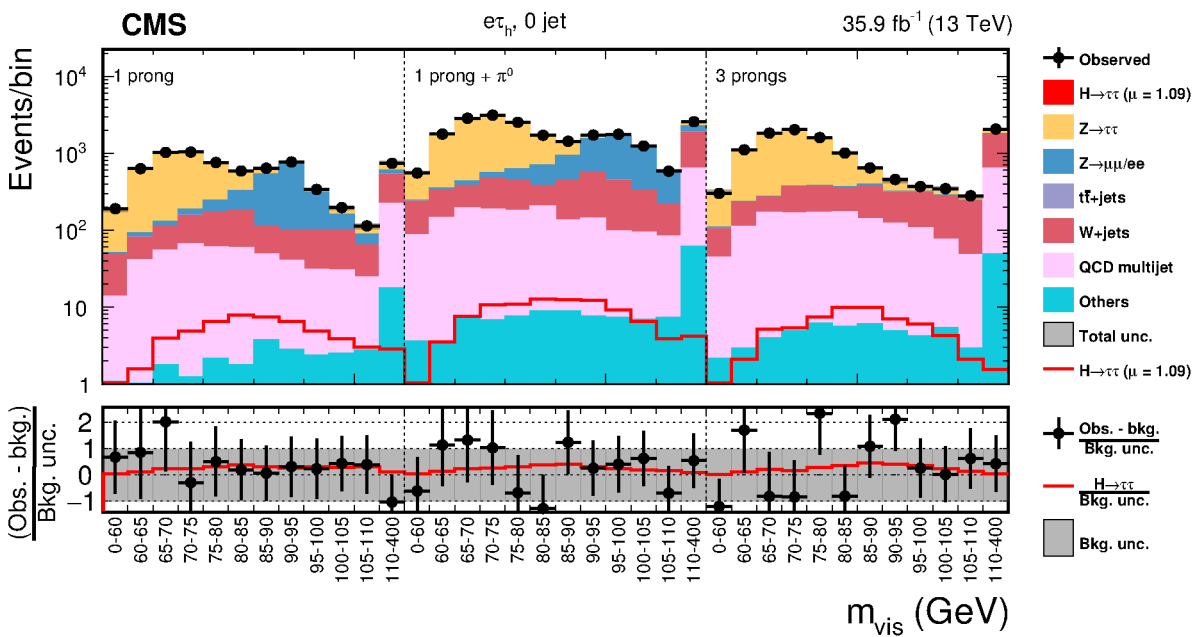 CMS eτh, 0 jet 35.9 fb⁻¹ (13 TeV)
Events/bin
10⁴
10³
10²
10
1
1 prong
1 prong + π⁰
3 prongs
Observed
H→ττ (μ = 1.09)
Z→ττ
Z→μμ/ee
tt̄+jets
W+jets
QCD multijet
Others
Total unc.
H→ττ (μ = 1.09)
(Obs. - bkg.)
Bkg. unc.
2
1
0
−1
Obs. - bkg.
Bkg. unc.
H→ττ
Bkg. unc.
Bkg. unc.
0-60
60-65
65-70
70-75
75-80
80-85
85-90
90-95
95-100
100-105
105-110
110-400
0-60
60-65
65-70
70-75
75-80
80-85
85-90
90-95
95-100
100-105
105-110
110-400
0-60
60-65
65-70
70-75
75-80
80-85
85-90
90-95
95-100
100-105
105-110
110-400
mvis (GeV)